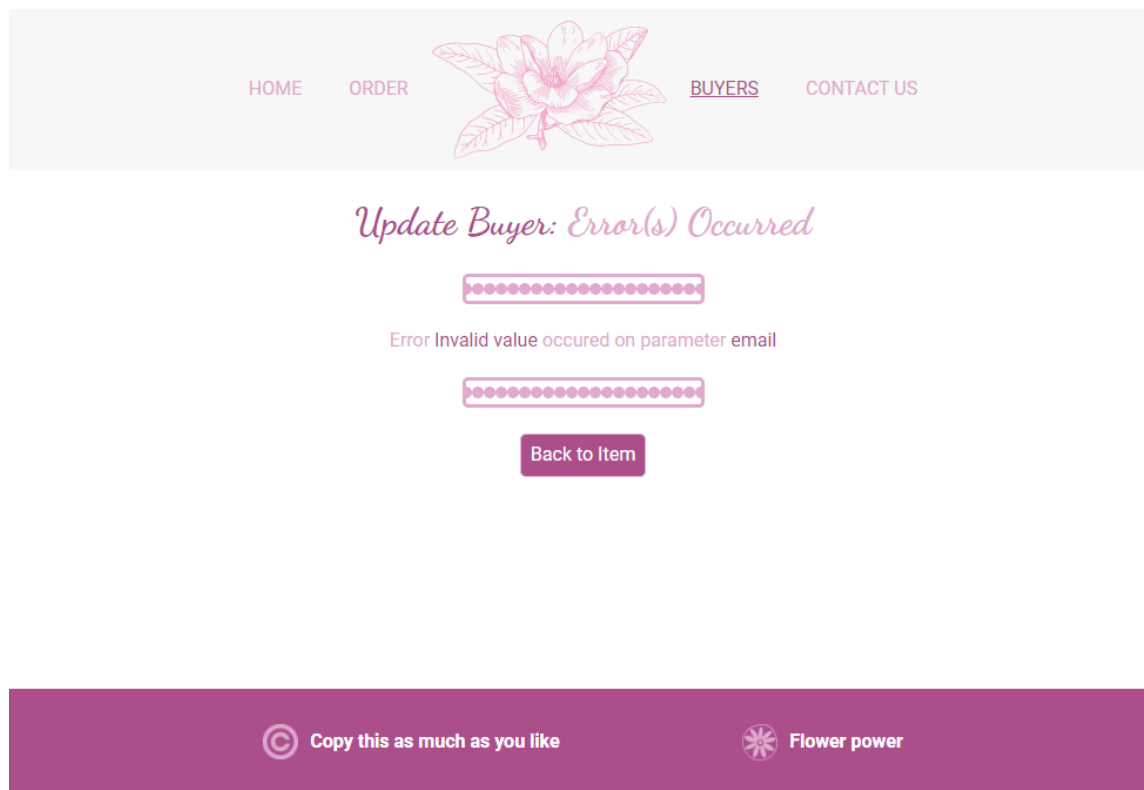 HOME ORDER BUYERS CONTACT US
Update Buyer: Error(s) Occurred
Error Invalid value occured on parameter email
Back to Item
© Copy this as much as you like Flower power